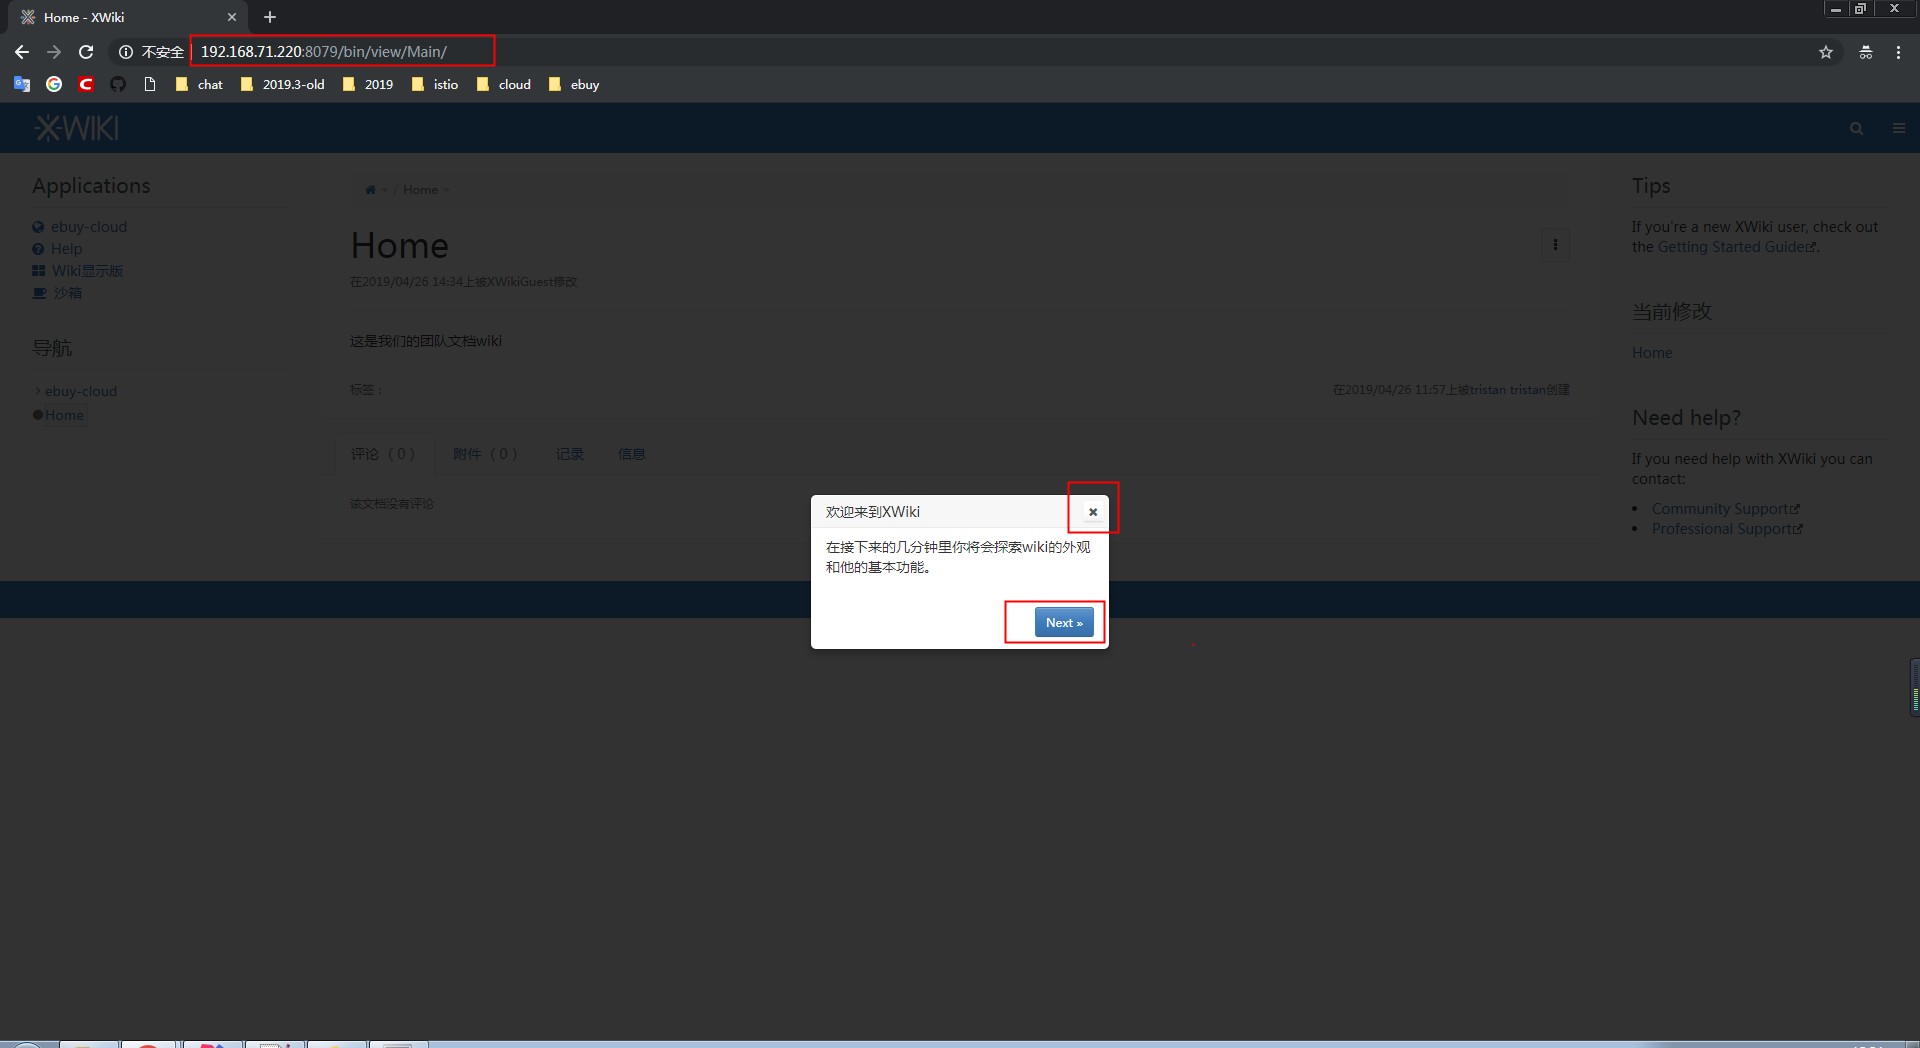 Home - XWiki
不安全 | 192.168.71.220:8079/bin/view/Main/
chat 2019.3-old 2019 istio cloud ebuy
XWIKI
Applications
ebuy-cloud
Help
Wiki显示版
沙箱
导航
ebuy-cloud
Home
/ Home
Home
在2019/04/26 14:34上被XWikiGuest修改
这是我们的团队文档wiki
标签：
在2019/04/26 11:57上被tristan tristan创建
评论（0） 附件（0） 记录 信息
该文档没有评论
欢迎来到XWiki
在接下来的几分钟里你将会探索wiki的外观
和他的基本功能。
Next »
Tips
If you're a new XWiki user, check out
the Getting Started Guide.
当前修改
Home
Need help?
If you need help with XWiki you can
contact:
Community Support
Professional Support